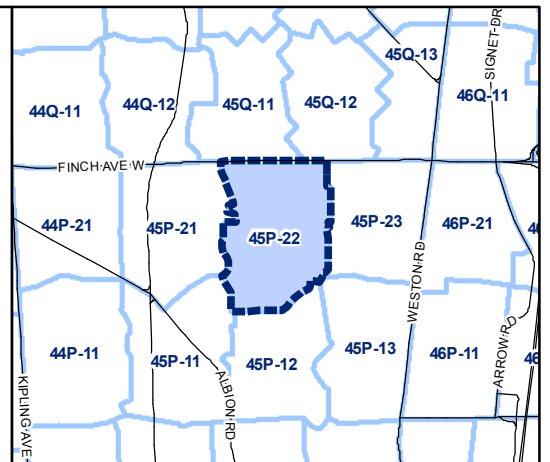 45Q-13
SIGNET DR
44Q-11
44Q-12
45Q-11
45Q-12
46Q-11
FINCH AVE W
44P-21
45P-21
45P-22
45P-23
46P-21
WESTON RD
44P-11
45P-11
45P-12
45P-13
46P-11
ARROW RD
KIPLING AVE
ALBION RD